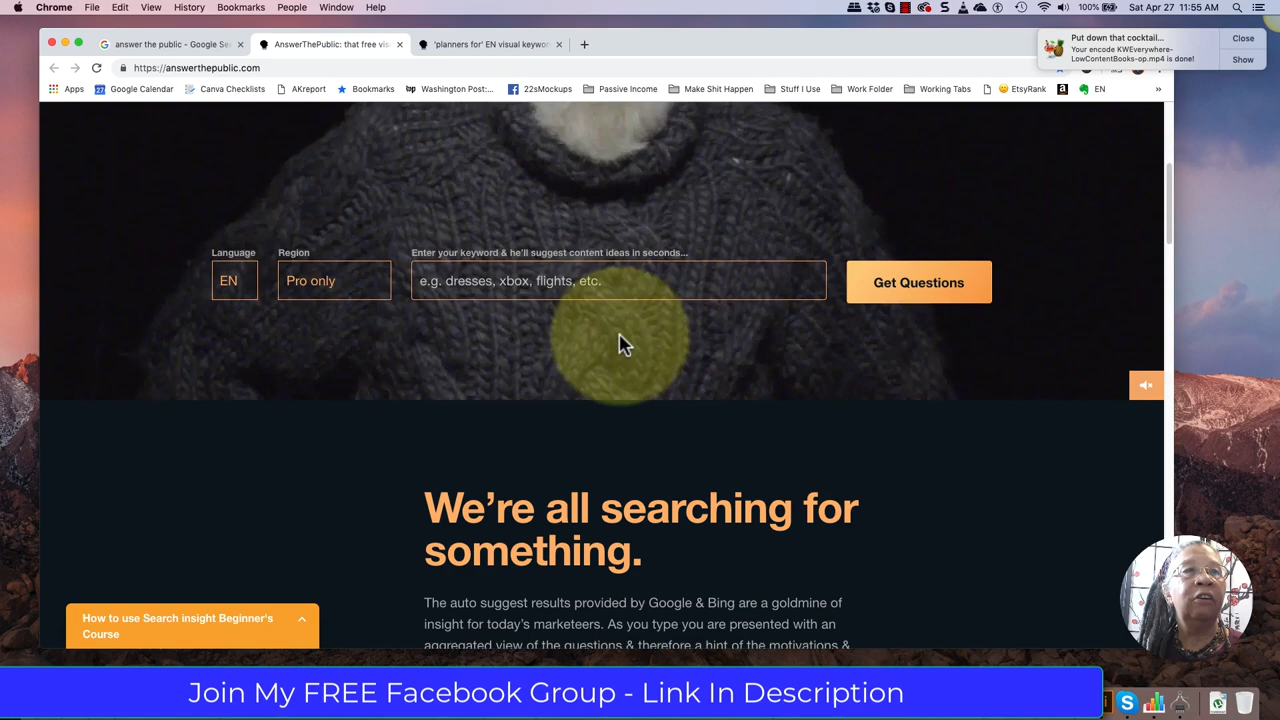 Chrome File Edit View History Bookmarks People Window Help 100% Sat Apr 27 11:55 AM
answer the public - Google Se
AnswerThePublic: that free vis
'planners for' EN visual keywor
Put down that cocktail...
Your encode KWEverywhere-
LowContentBooks-op.mp4 is done!
Close
Show
https://answerthepublic.com
Apps Google Calendar Canva Checklists AKreport Bookmarks Washington Post:... 22sMockups Passive Income Make Shit Happen Stuff I Use Work Folder Working Tabs EtsyRank EN »
Language Region Enter your keyword & he'll suggest content ideas in seconds...
EN Pro only e.g. dresses, xbox, flights, etc. Get Questions
We're all searching for
something.
The auto suggest results provided by Google & Bing are a goldmine of
insight for today's marketeers. As you type you are presented with an
aggregated view of the questions & therefore a hint of the motivations &
How to use Search insight Beginner's
Course
Join My FREE Facebook Group - Link In Description